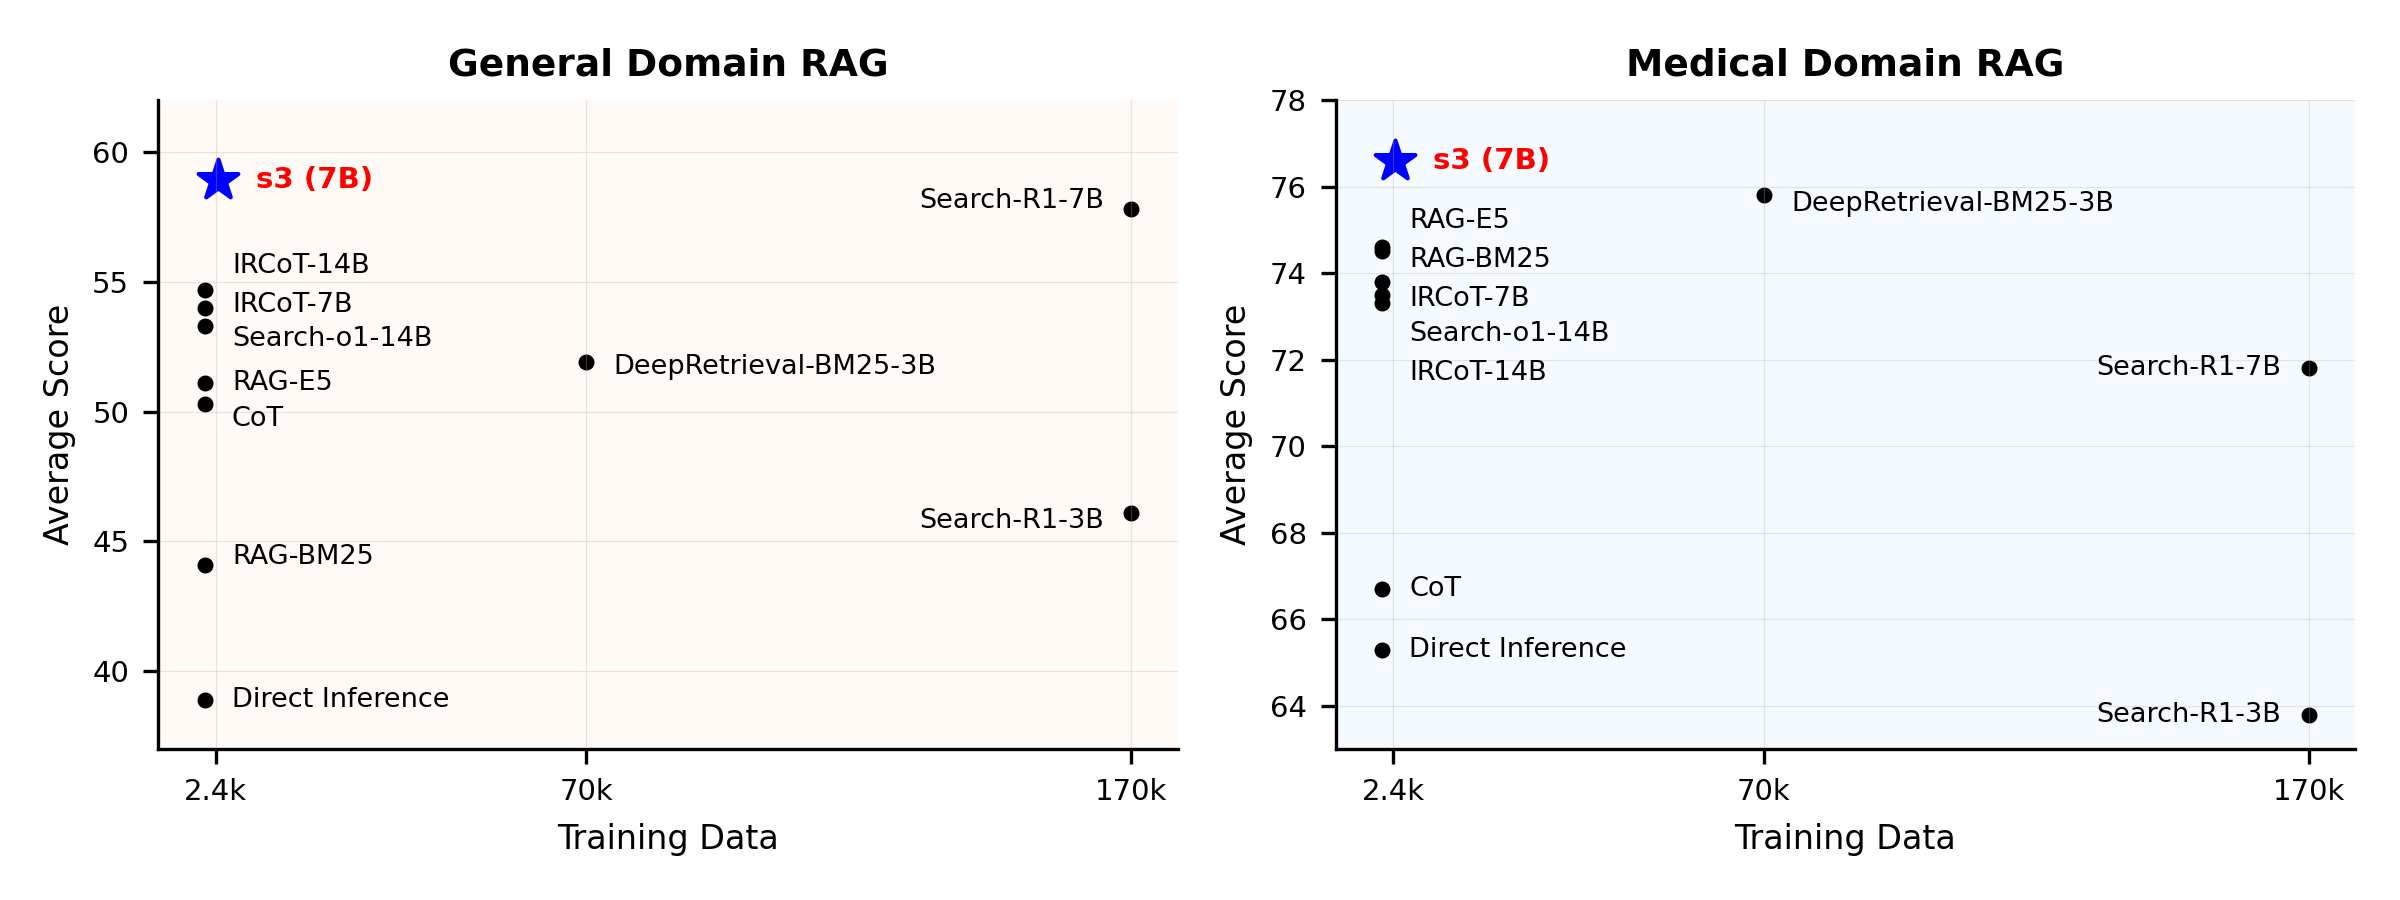 General Domain RAG
60
55
50
45
40
Average Score
s3 (7B)
Search-R1-7B
IRCoT-14B
IRCoT-7B
Search-o1-14B
DeepRetrieval-BM25-3B
RAG-E5
CoT
Search-R1-3B
RAG-BM25
Direct Inference
2.4k
70k
170k
Training Data
Medical Domain RAG
78
76
74
72
70
68
66
64
Average Score
s3 (7B)
DeepRetrieval-BM25-3B
RAG-E5
RAG-BM25
IRCoT-7B
Search-o1-14B
IRCoT-14B
Search-R1-7B
CoT
Direct Inference
Search-R1-3B
2.4k
70k
170k
Training Data